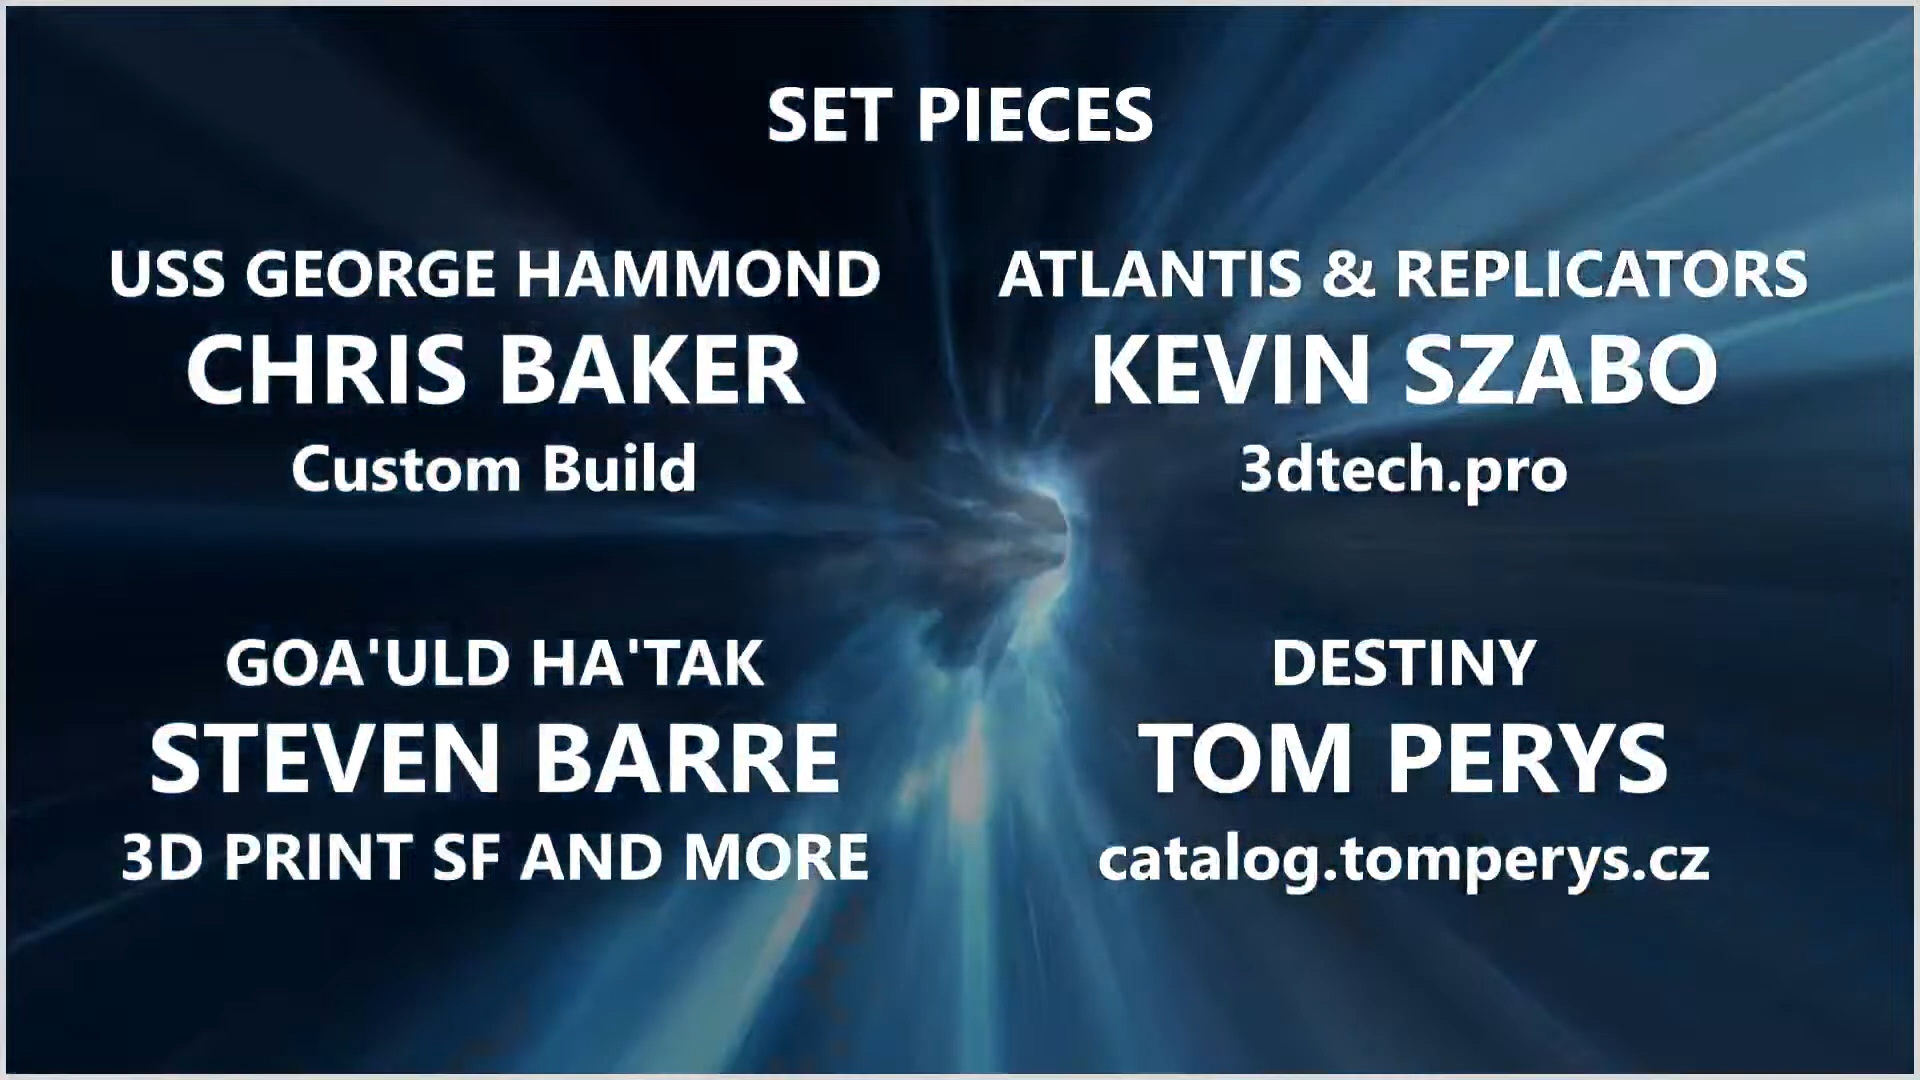 SET PIECES
USS GEORGE HAMMOND
CHRIS BAKER
Custom Build
ATLANTIS & REPLICATORS
KEVIN SZABO
3dtech.pro
GOA'ULD HA'TAK
STEVEN BARRE
3D PRINT SF AND MORE
DESTINY
TOM PERYS
catalog.tomperys.cz